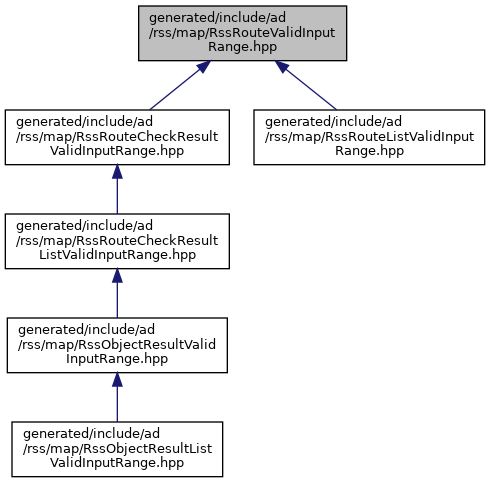 generated/include/ad
/rss/map/RssRouteValidInput
Range.hpp
generated/include/ad
/rss/map/RssRouteCheckResult
ValidInputRange.hpp
generated/include/ad
/rss/map/RssRouteListValidInput
Range.hpp
generated/include/ad
/rss/map/RssRouteCheckResult
ListValidInputRange.hpp
generated/include/ad
/rss/map/RssObjectResultValid
InputRange.hpp
generated/include/ad
/rss/map/RssObjectResultList
ValidInputRange.hpp